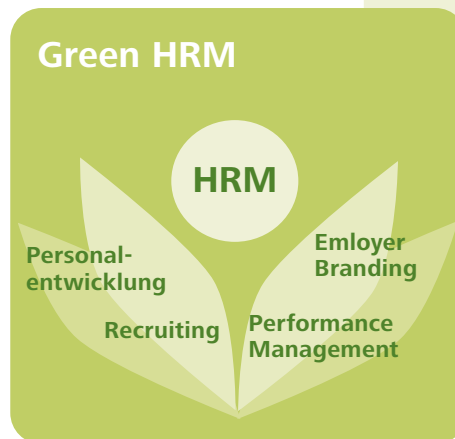 Green HRM
HRM
Personal-
entwicklung
Emloyer
Branding
Recruiting
Performance
Management